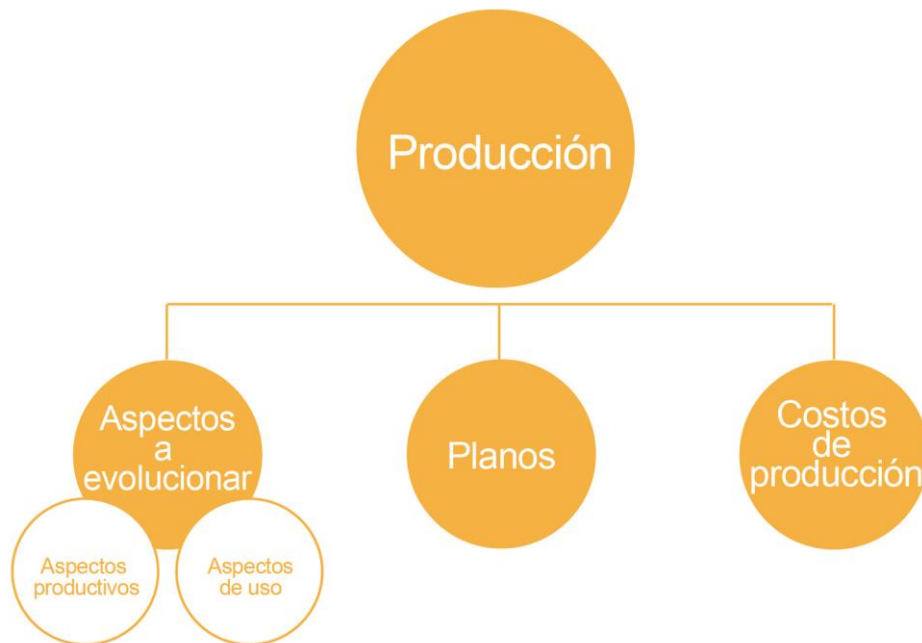 Producción
Aspectos
a
evolucionar
Planos
Costos
de
producción
Aspectos
productivos
Aspectos
de uso